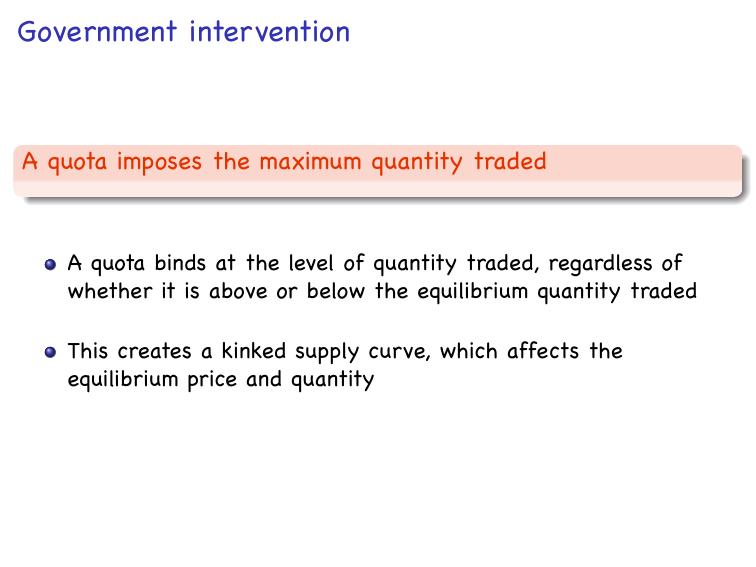 Government intervention
A quota imposes the maximum quantity traded
A quota binds at the level of quantity traded, regardless of
whether it is above or below the equilibrium quantity traded
This creates a kinked supply curve, which affects the
equilibrium price and quantity